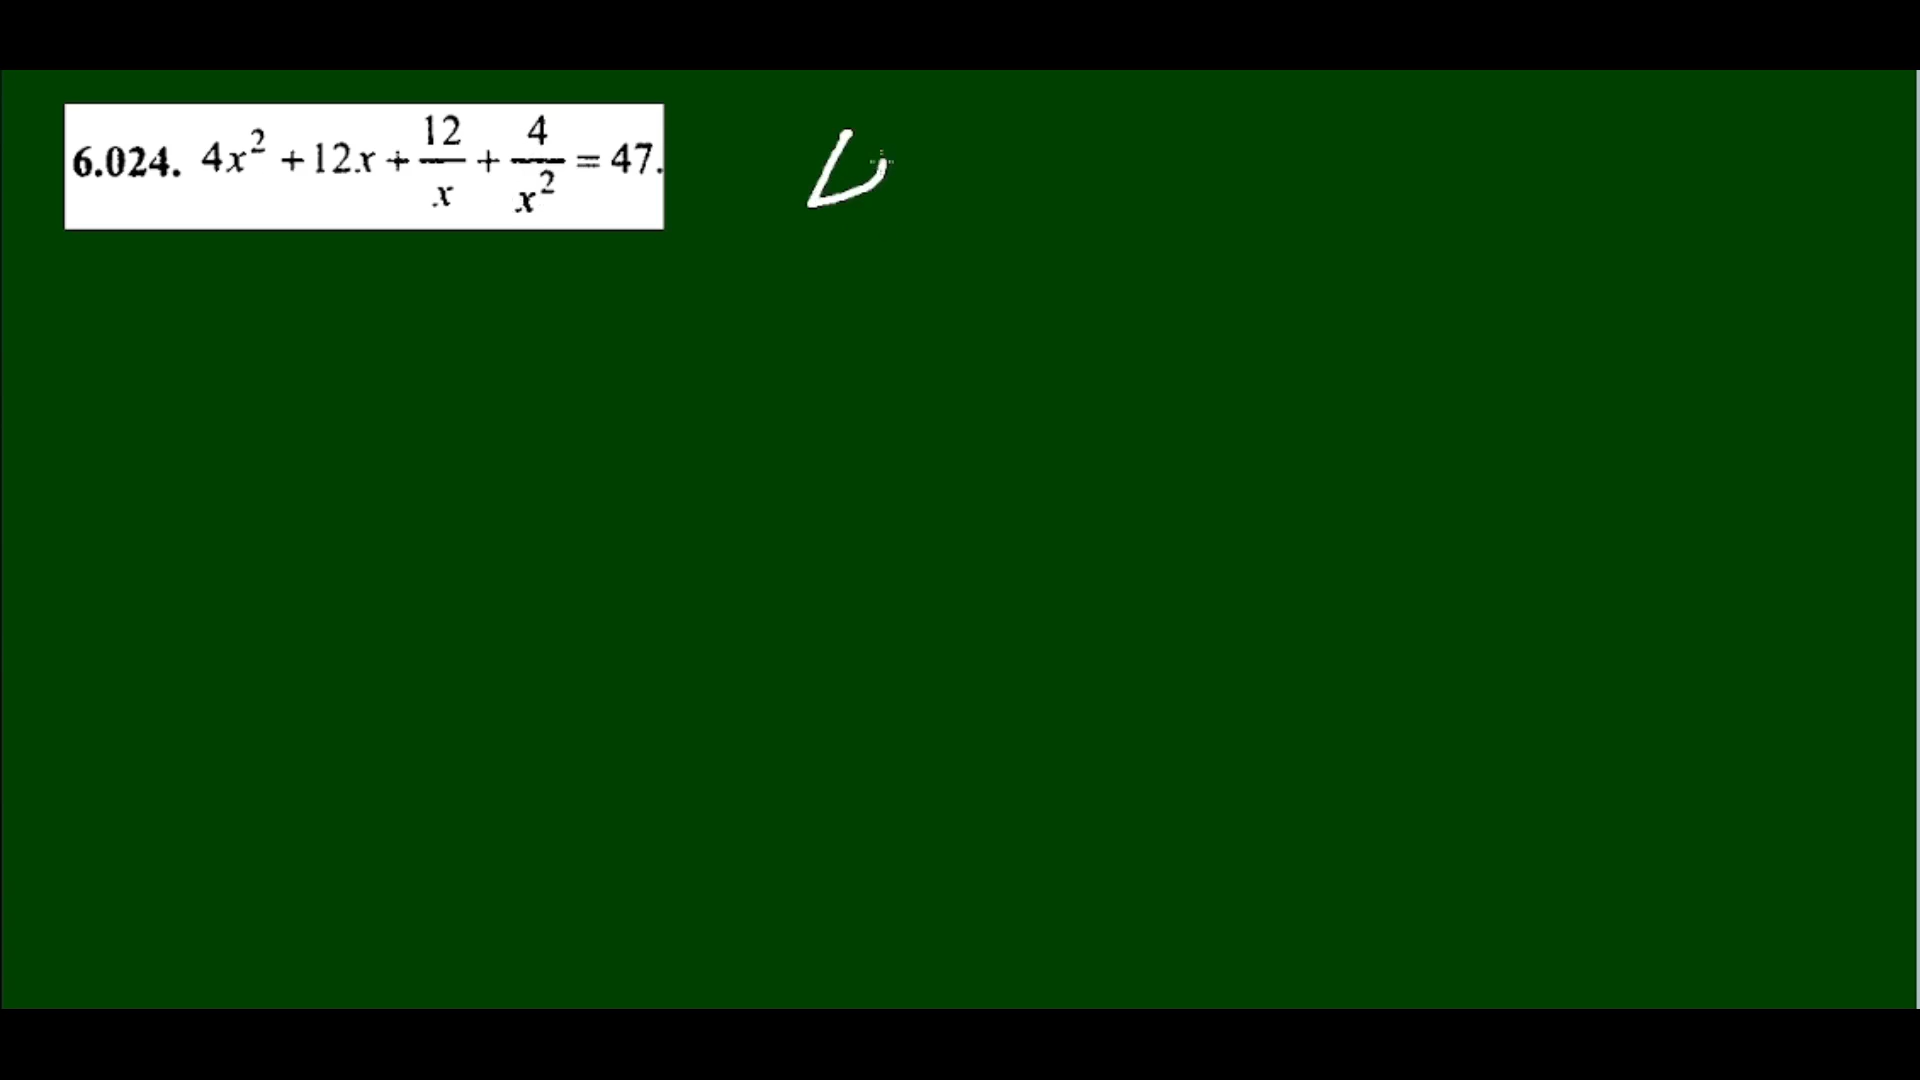 6.024. 4x² + 12x + 12/x + 4/x² = 47.